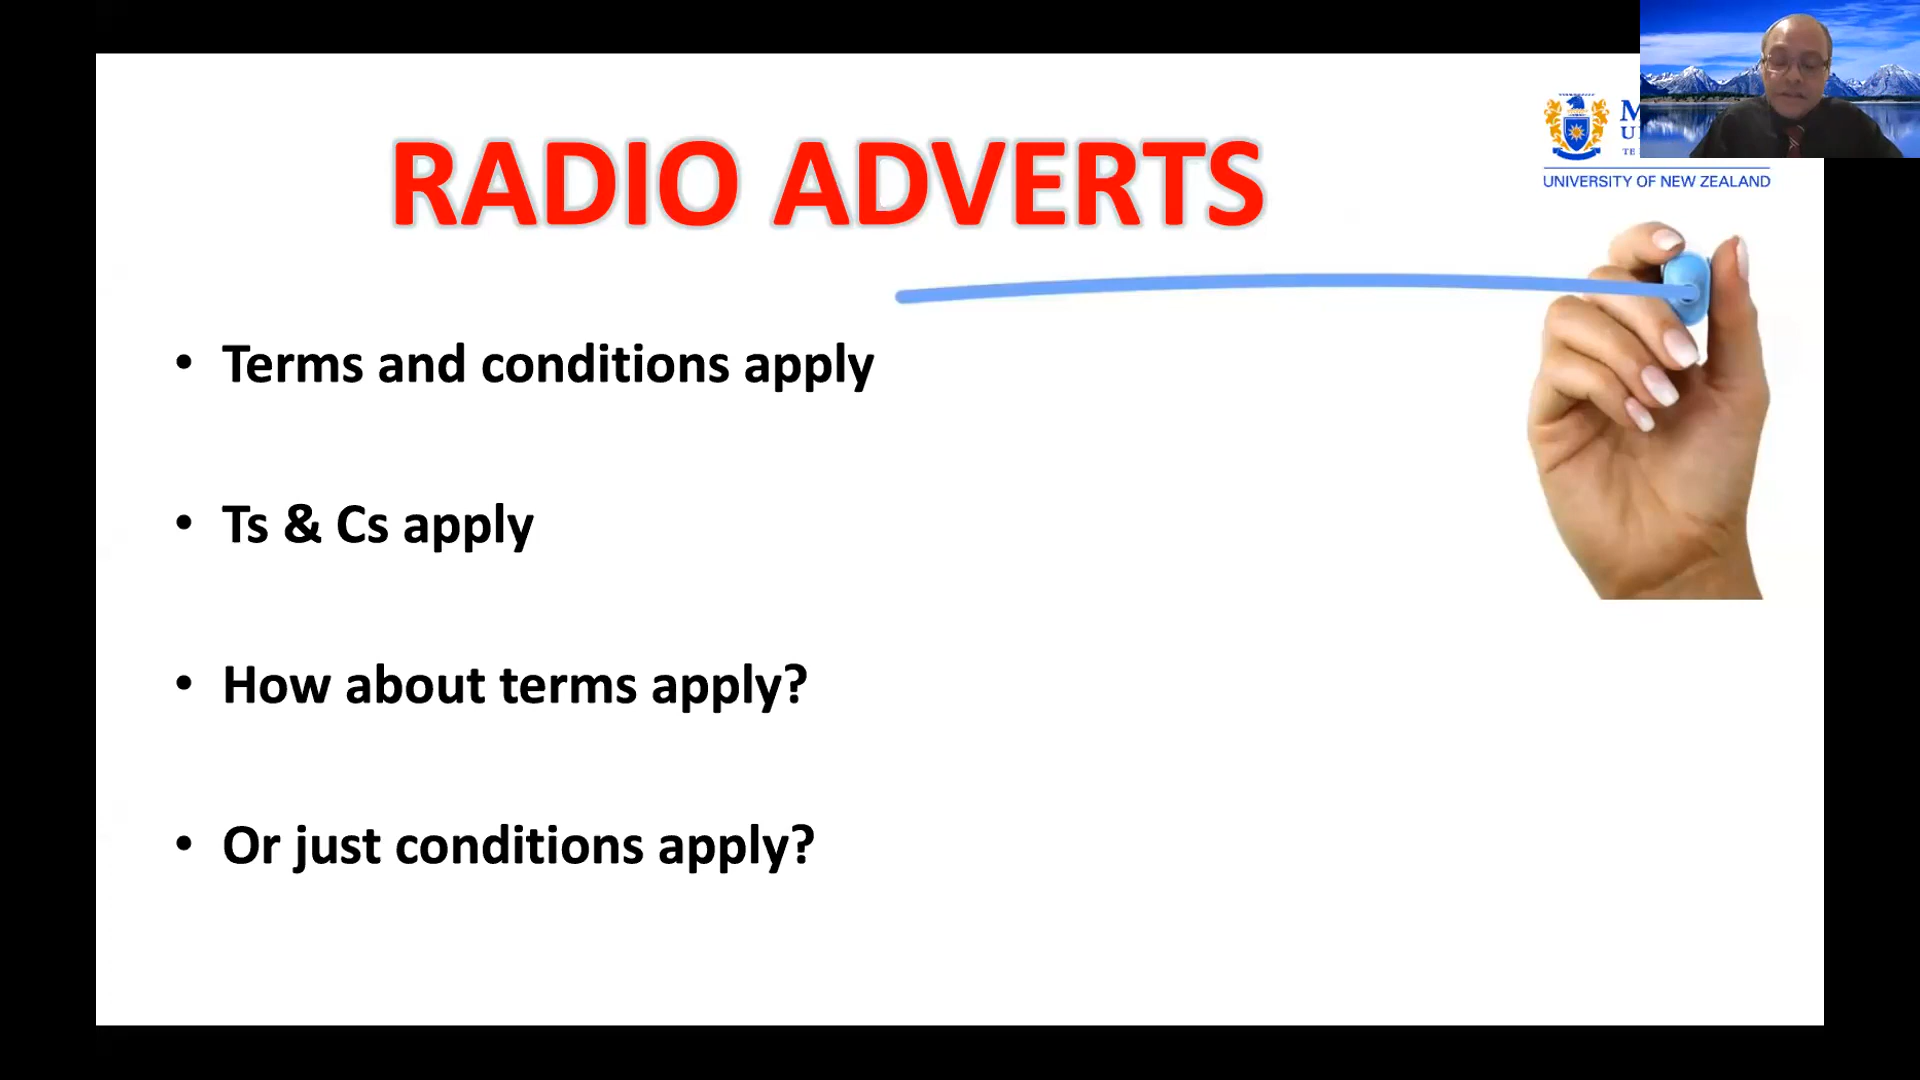 RADIO ADVERTS
UNIVERSITY OF NEW ZEALAND
• Terms and conditions apply
• Ts & Cs apply
• How about terms apply?
• Or just conditions apply?